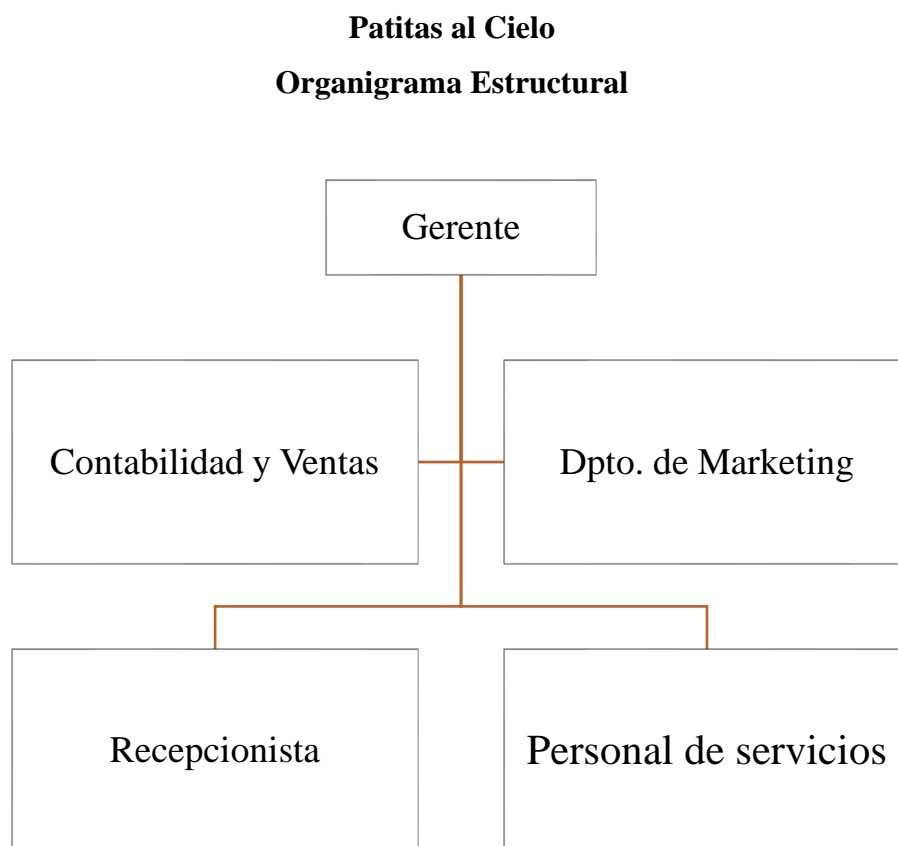 Patitas al Cielo
Organigrama Estructural
Gerente
Contabilidad y Ventas
Dpto. de Marketing
Recepcionista
Personal de servicios